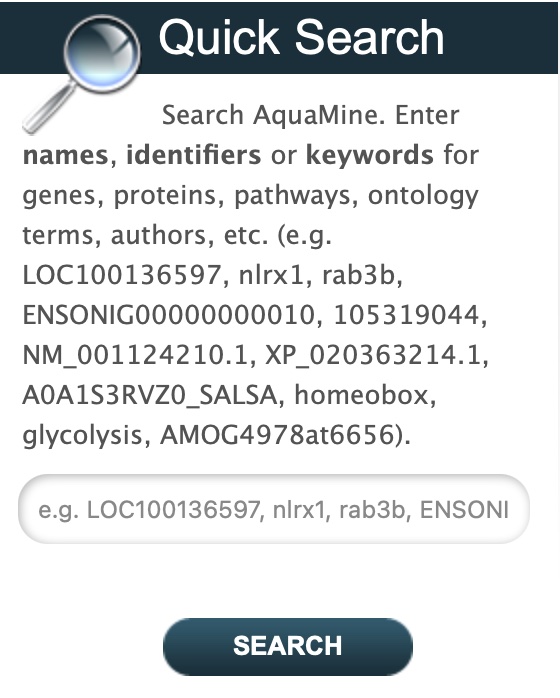 Quick Search
Search AquaMine. Enter
names, identifiers or keywords for
genes, proteins, pathways, ontology
terms, authors, etc. (e.g.
LOC100136597, nlrx1, rab3b,
ENSONIG00000000010, 105319044,
NM_001124210.1, XP_020363214.1,
A0A1S3RVZ0_SALSA, homeobox,
glycolysis, AMOG4978at6656).
e.g. LOC100136597, nlrx1, rab3b, ENSONI
SEARCH